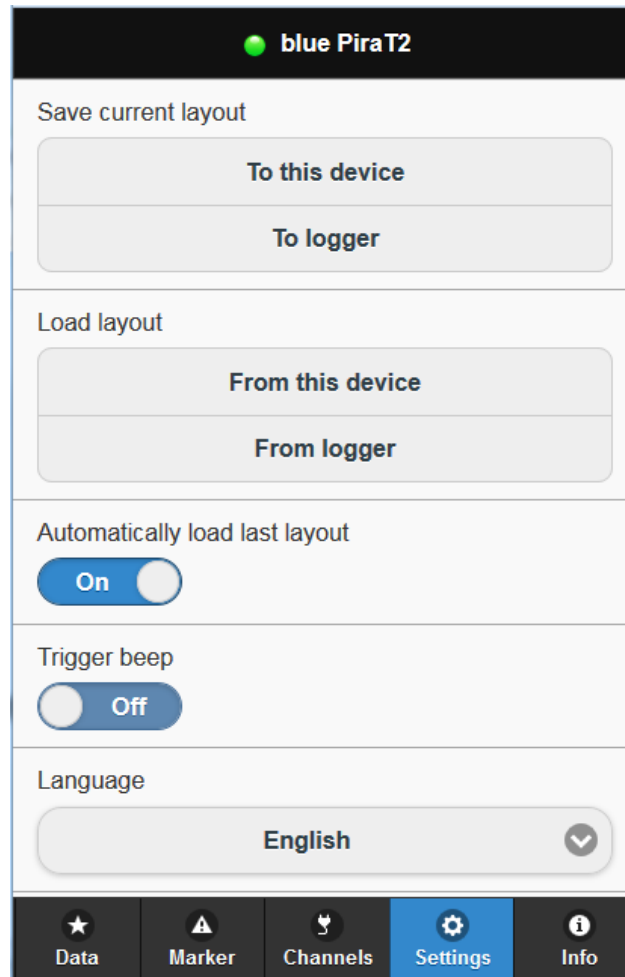 blue PiraT2
Save current layout
To this device
To logger
Load layout
From this device
From logger
Automatically load last layout
On
Trigger beep
Off
Language
English
Data Marker Channels Settings Info